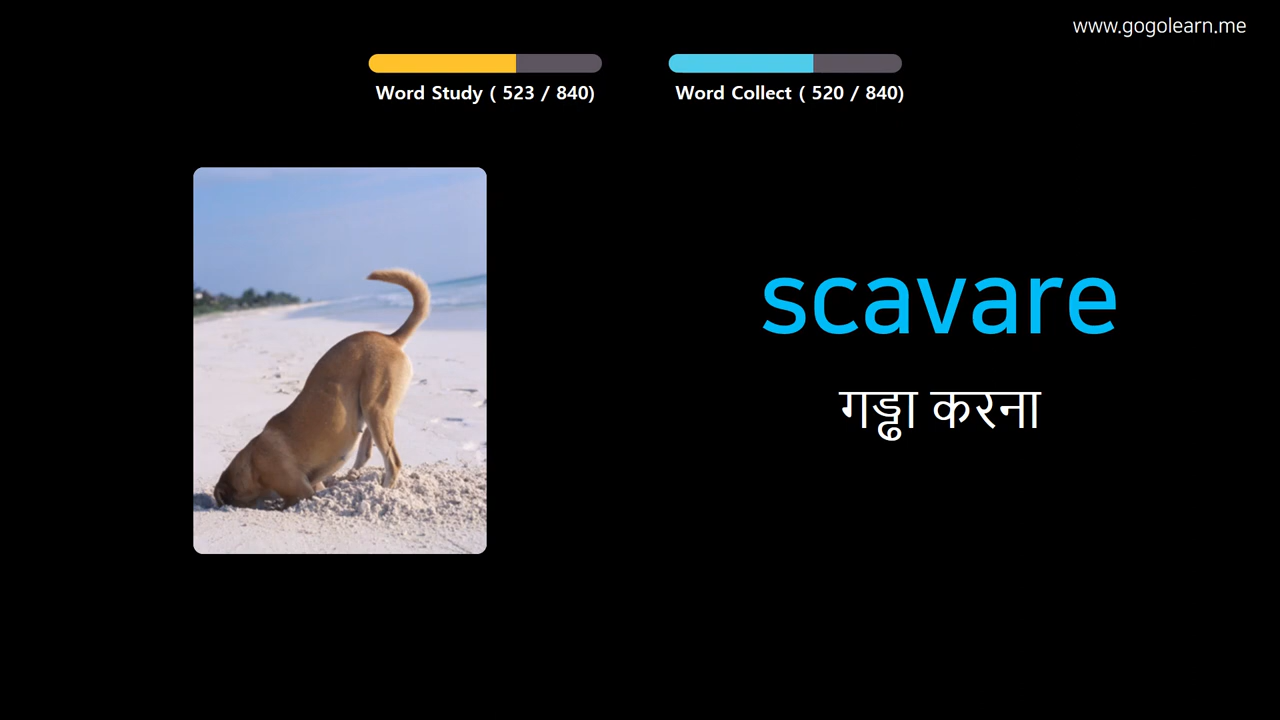 www.gogolearn.me
Word Study ( 523 / 840)
Word Collect ( 520 / 840)
scavare
गड्ढा करना